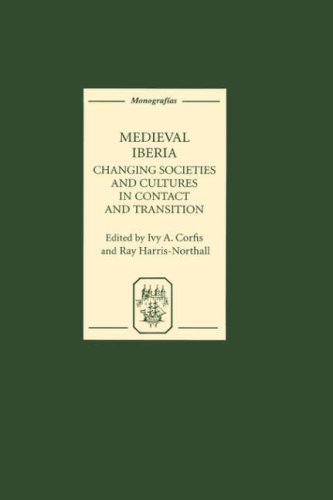 Monografías
MEDIEVAL
IBERIA
CHANGING SOCIETIES
AND CULTURES
IN CONTACT
AND TRANSITION
Edited by Ivy A. Corfis
and Ray Harris-Northall